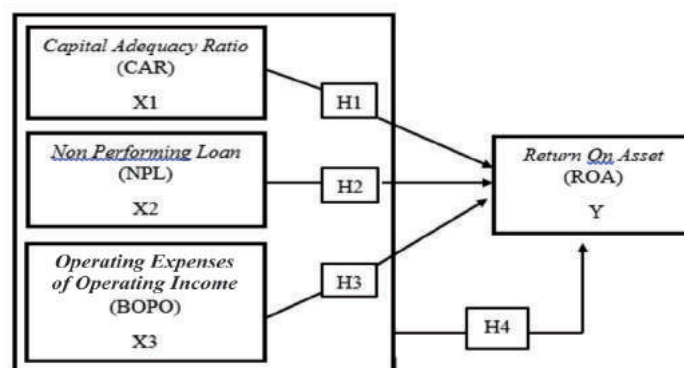 Capital Adequacy Ratio
(CAR)
X1
H1
Non Performing Loan
(NPL)
X2
H2
Operating Expenses
of Operating Income
(BOPO)
X3
H3
Return On Asset
(ROA)
Y
H4